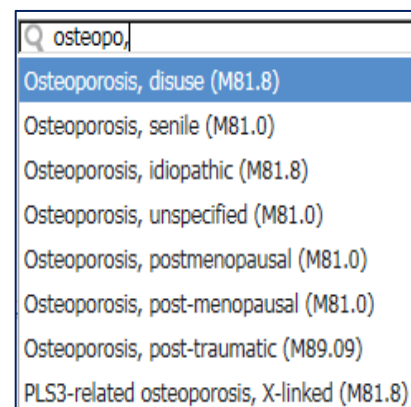 osteopo,
Osteoporosis, disuse (M81.8)
Osteoporosis, senile (M81.0)
Osteoporosis, idiopathic (M81.8)
Osteoporosis, unspecified (M81.0)
Osteoporosis, postmenopausal (M81.0)
Osteoporosis, post-menopausal (M81.0)
Osteoporosis, post-traumatic (M89.09)
PLS3-related osteoporosis, X-linked (M81.8)